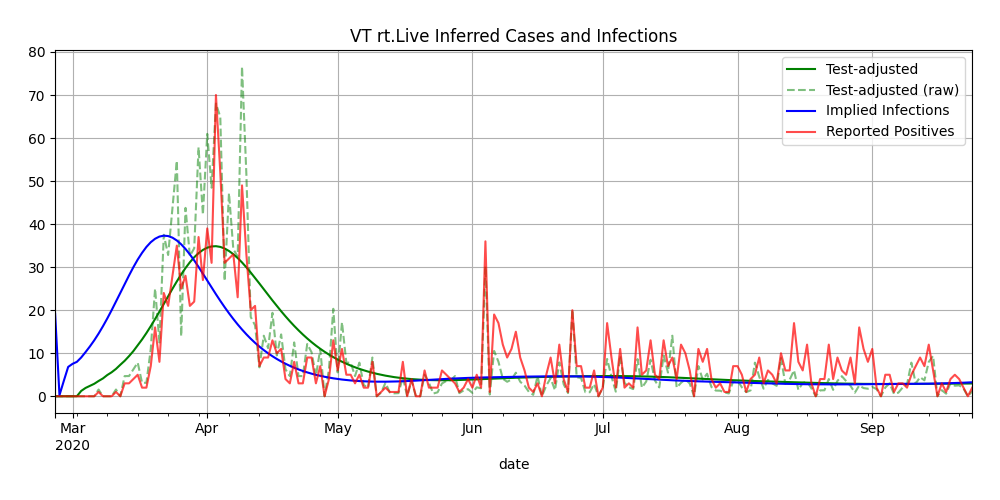 VT rt.Live Inferred Cases and Infections
80
70
60
50
40
30
20
10
0
Test-adjusted
Test-adjusted (raw)
Implied Infections
Reported Positives
Mar Apr May Jun Jul Aug Sep
2020
date